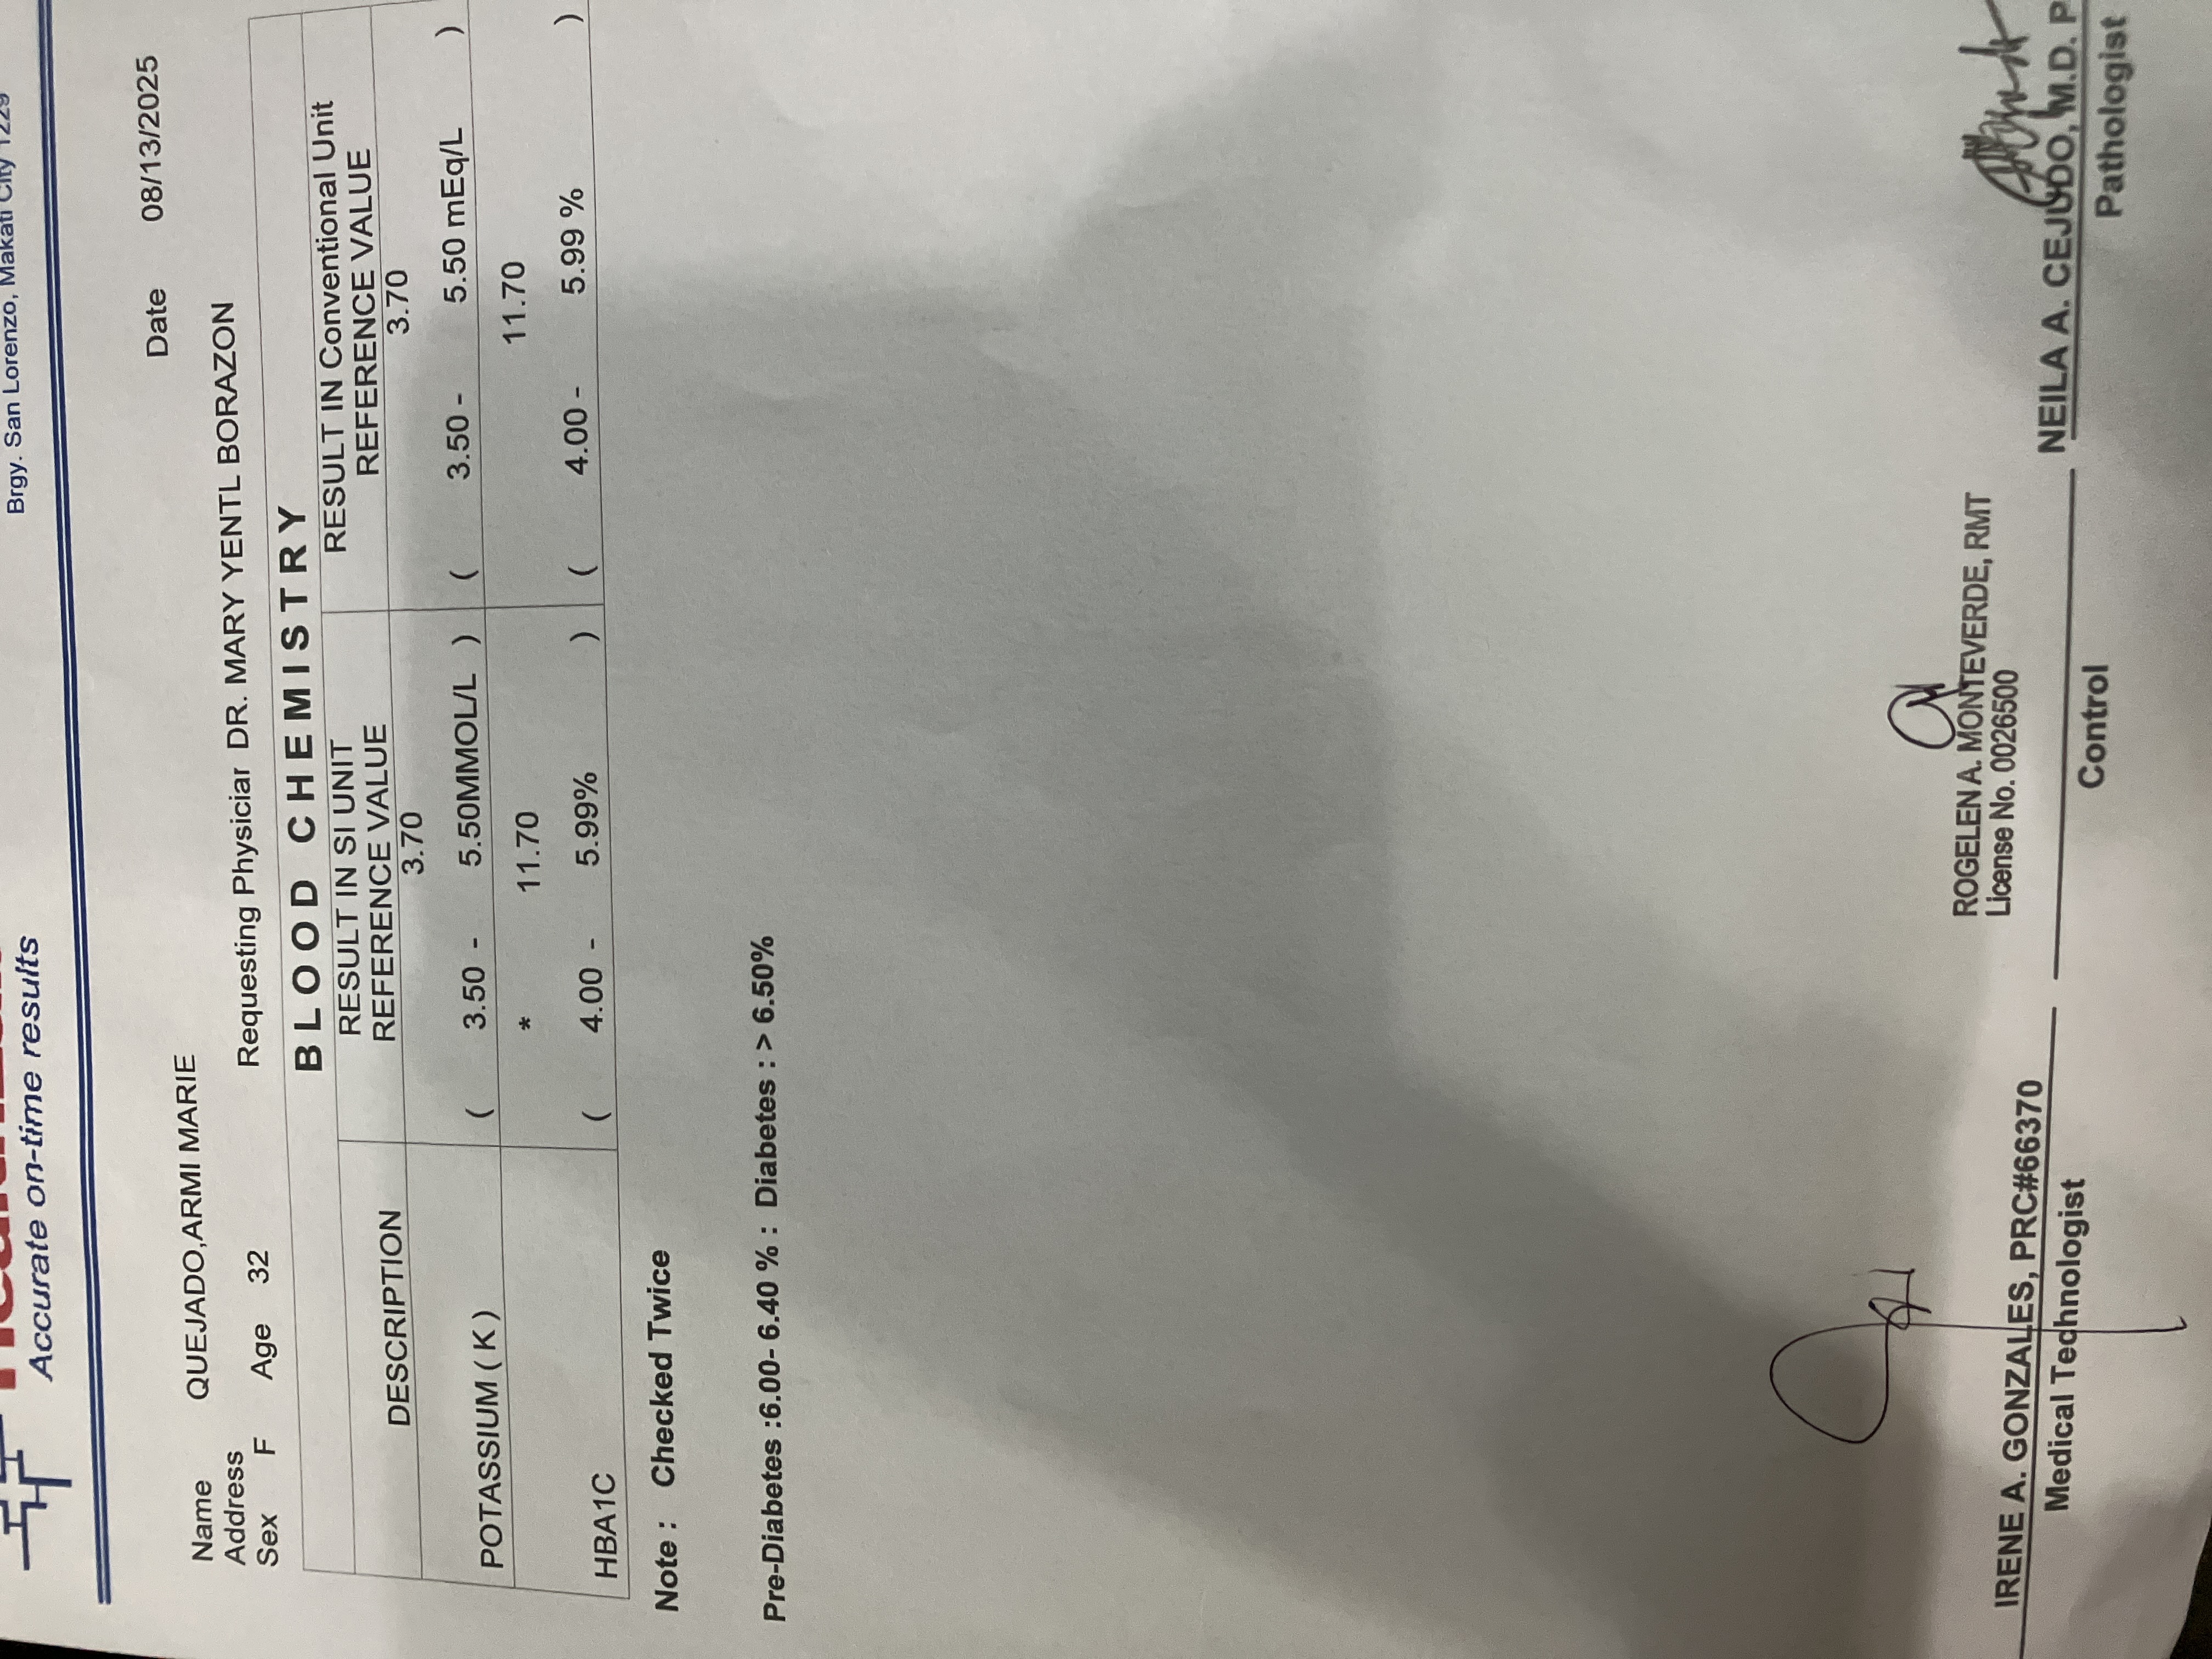 Accurate on-time results
Brgy. San Lorenzo, Makati City 1229
Date 08/13/2025
Name QUEJADO,ARMI MARIE
Address
Sex F Age 32 Requesting Physiciar DR. MARY YENTL BORAZON
BLOOD CHEMISTRY
DESCRIPTION
RESULT IN SI UNIT
REFERENCE VALUE
RESULT IN Conventional Unit
REFERENCE VALUE
3.70 3.70
POTASSIUM ( K ) ( 3.50 - 5.50MMOL/L ) ( 3.50 - 5.50 mEq/L )
* 11.70 11.70
HBA1C ( 4.00 - 5.99% ) ( 4.00 - 5.99 % )
Note : Checked Twice
Pre-Diabetes :6.00- 6.40 % : Diabetes : > 6.50%
IRENE A. GONZALES, PRC#66370
Medical Technologist
ROGELEN A. MONTEVERDE, RMT
License No. 0026500
Control
NEILA A. CEJUDO, M.D. P
Pathologist